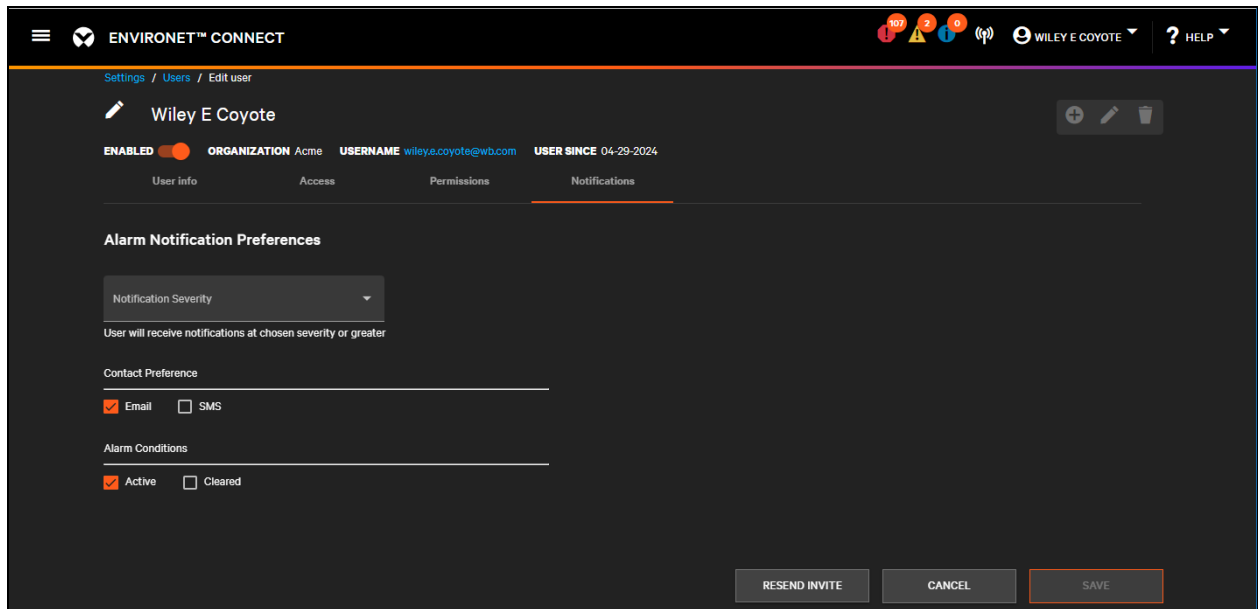 ENVIRONET™ CONNECT
107 2 0 WILEY E COYOTE ? HELP
Settings / Users / Edit user
Wiley E Coyote
ENABLED ORGANIZATION Acme USERNAME wiley.e.coyote@wb.com USER SINCE 04-29-2024
User info Access Permissions Notifications
Alarm Notification Preferences
Notification Severity
User will receive notifications at chosen severity or greater
Contact Preference
Email SMS
Alarm Conditions
Active Cleared
RESEND INVITE CANCEL SAVE